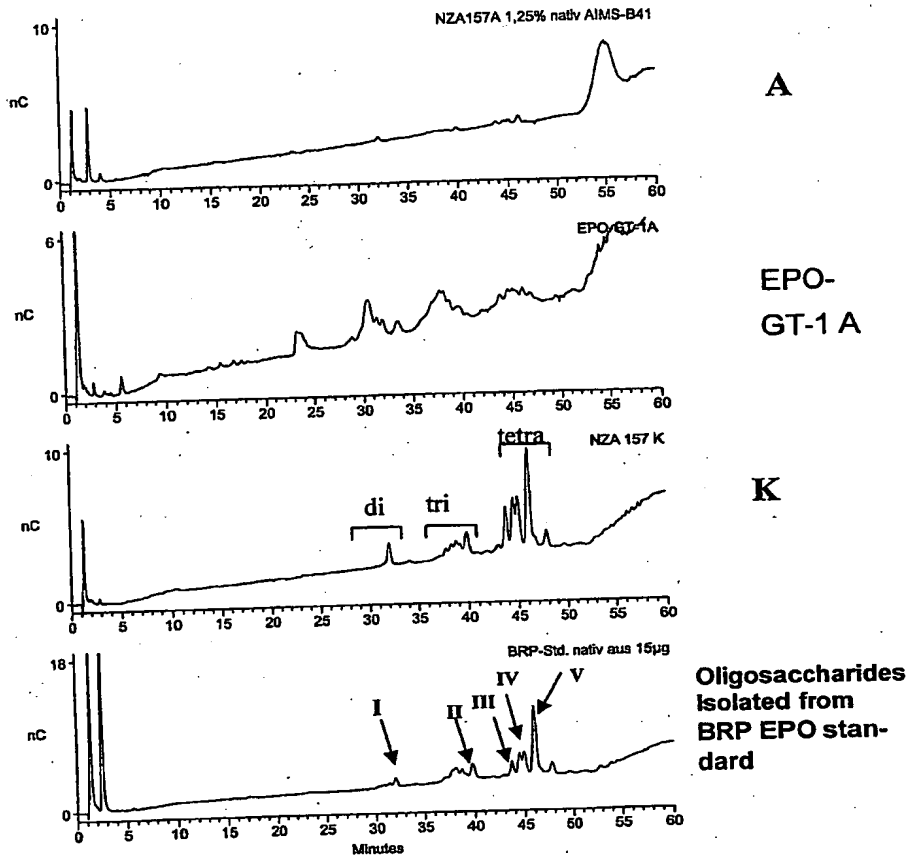 NZA157A 1,25% nativ AIMS-B41
10
nC
0
0 5 10 15 20 25 30 35 40 45 50 55 60
A
EPO-GT-1A
6
nC
0
0 5 10 15 20 25 30 35 40 45 50 55 60
EPO-
GT-1 A
tetra
NZA 157 K
10
di
tri
nC
0
0 5 10 15 20 25 30 35 40 45 50 55 60
K
BRP-Std. nativ aus 15µg
18
I
II
III
IV
V
nC
0
0 5 10 15 20 25 30 35 40 45 50 55 60
Minutes
Oligosaccharides
Isolated from
BRP EPO stan-
dard